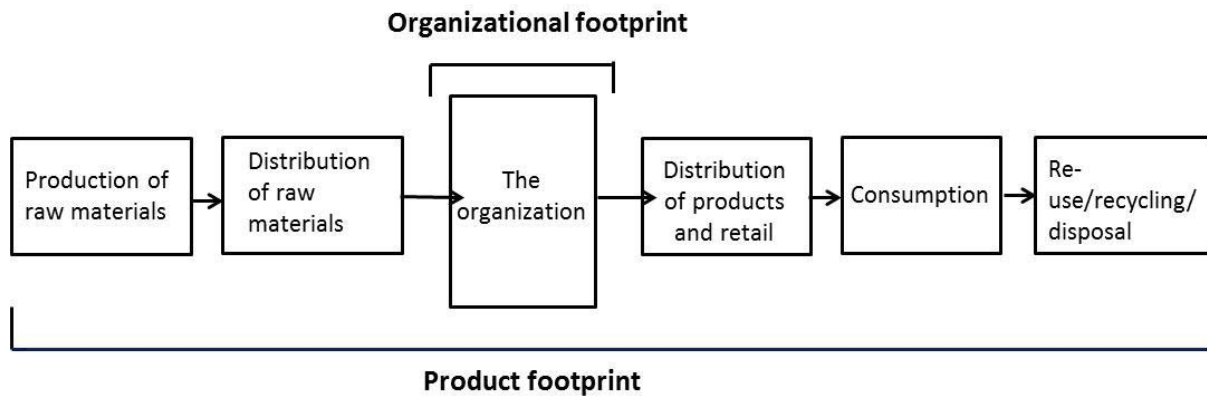 Organizational footprint
Production of
raw materials
Distribution
of raw
materials
The
organization
Distribution
of products
and retail
Consumption
Re-
use/recycling/
disposal
Product footprint